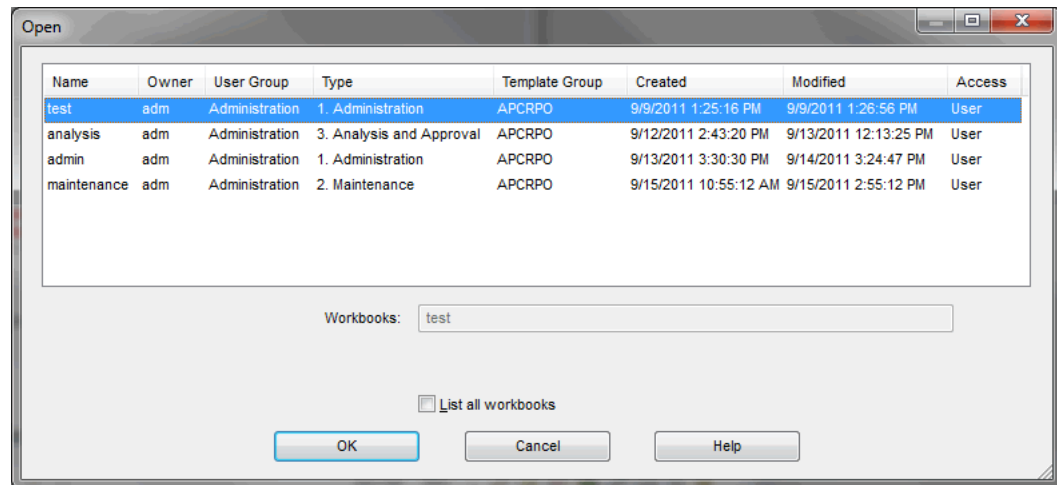 Open
Name Owner User Group Type Template Group Created Modified Access
test adm Administration 1. Administration APCRPO 9/9/2011 1:25:16 PM 9/9/2011 1:26:56 PM User
analysis adm Administration 3. Analysis and Approval APCRPO 9/12/2011 2:43:20 PM 9/13/2011 12:13:25 PM User
admin adm Administration 1. Administration APCRPO 9/13/2011 3:30:30 PM 9/14/2011 3:24:47 PM User
maintenance adm Administration 2. Maintenance APCRPO 9/15/2011 10:55:12 AM 9/15/2011 2:55:12 PM User
Workbooks: test
List all workbooks
OK Cancel Help